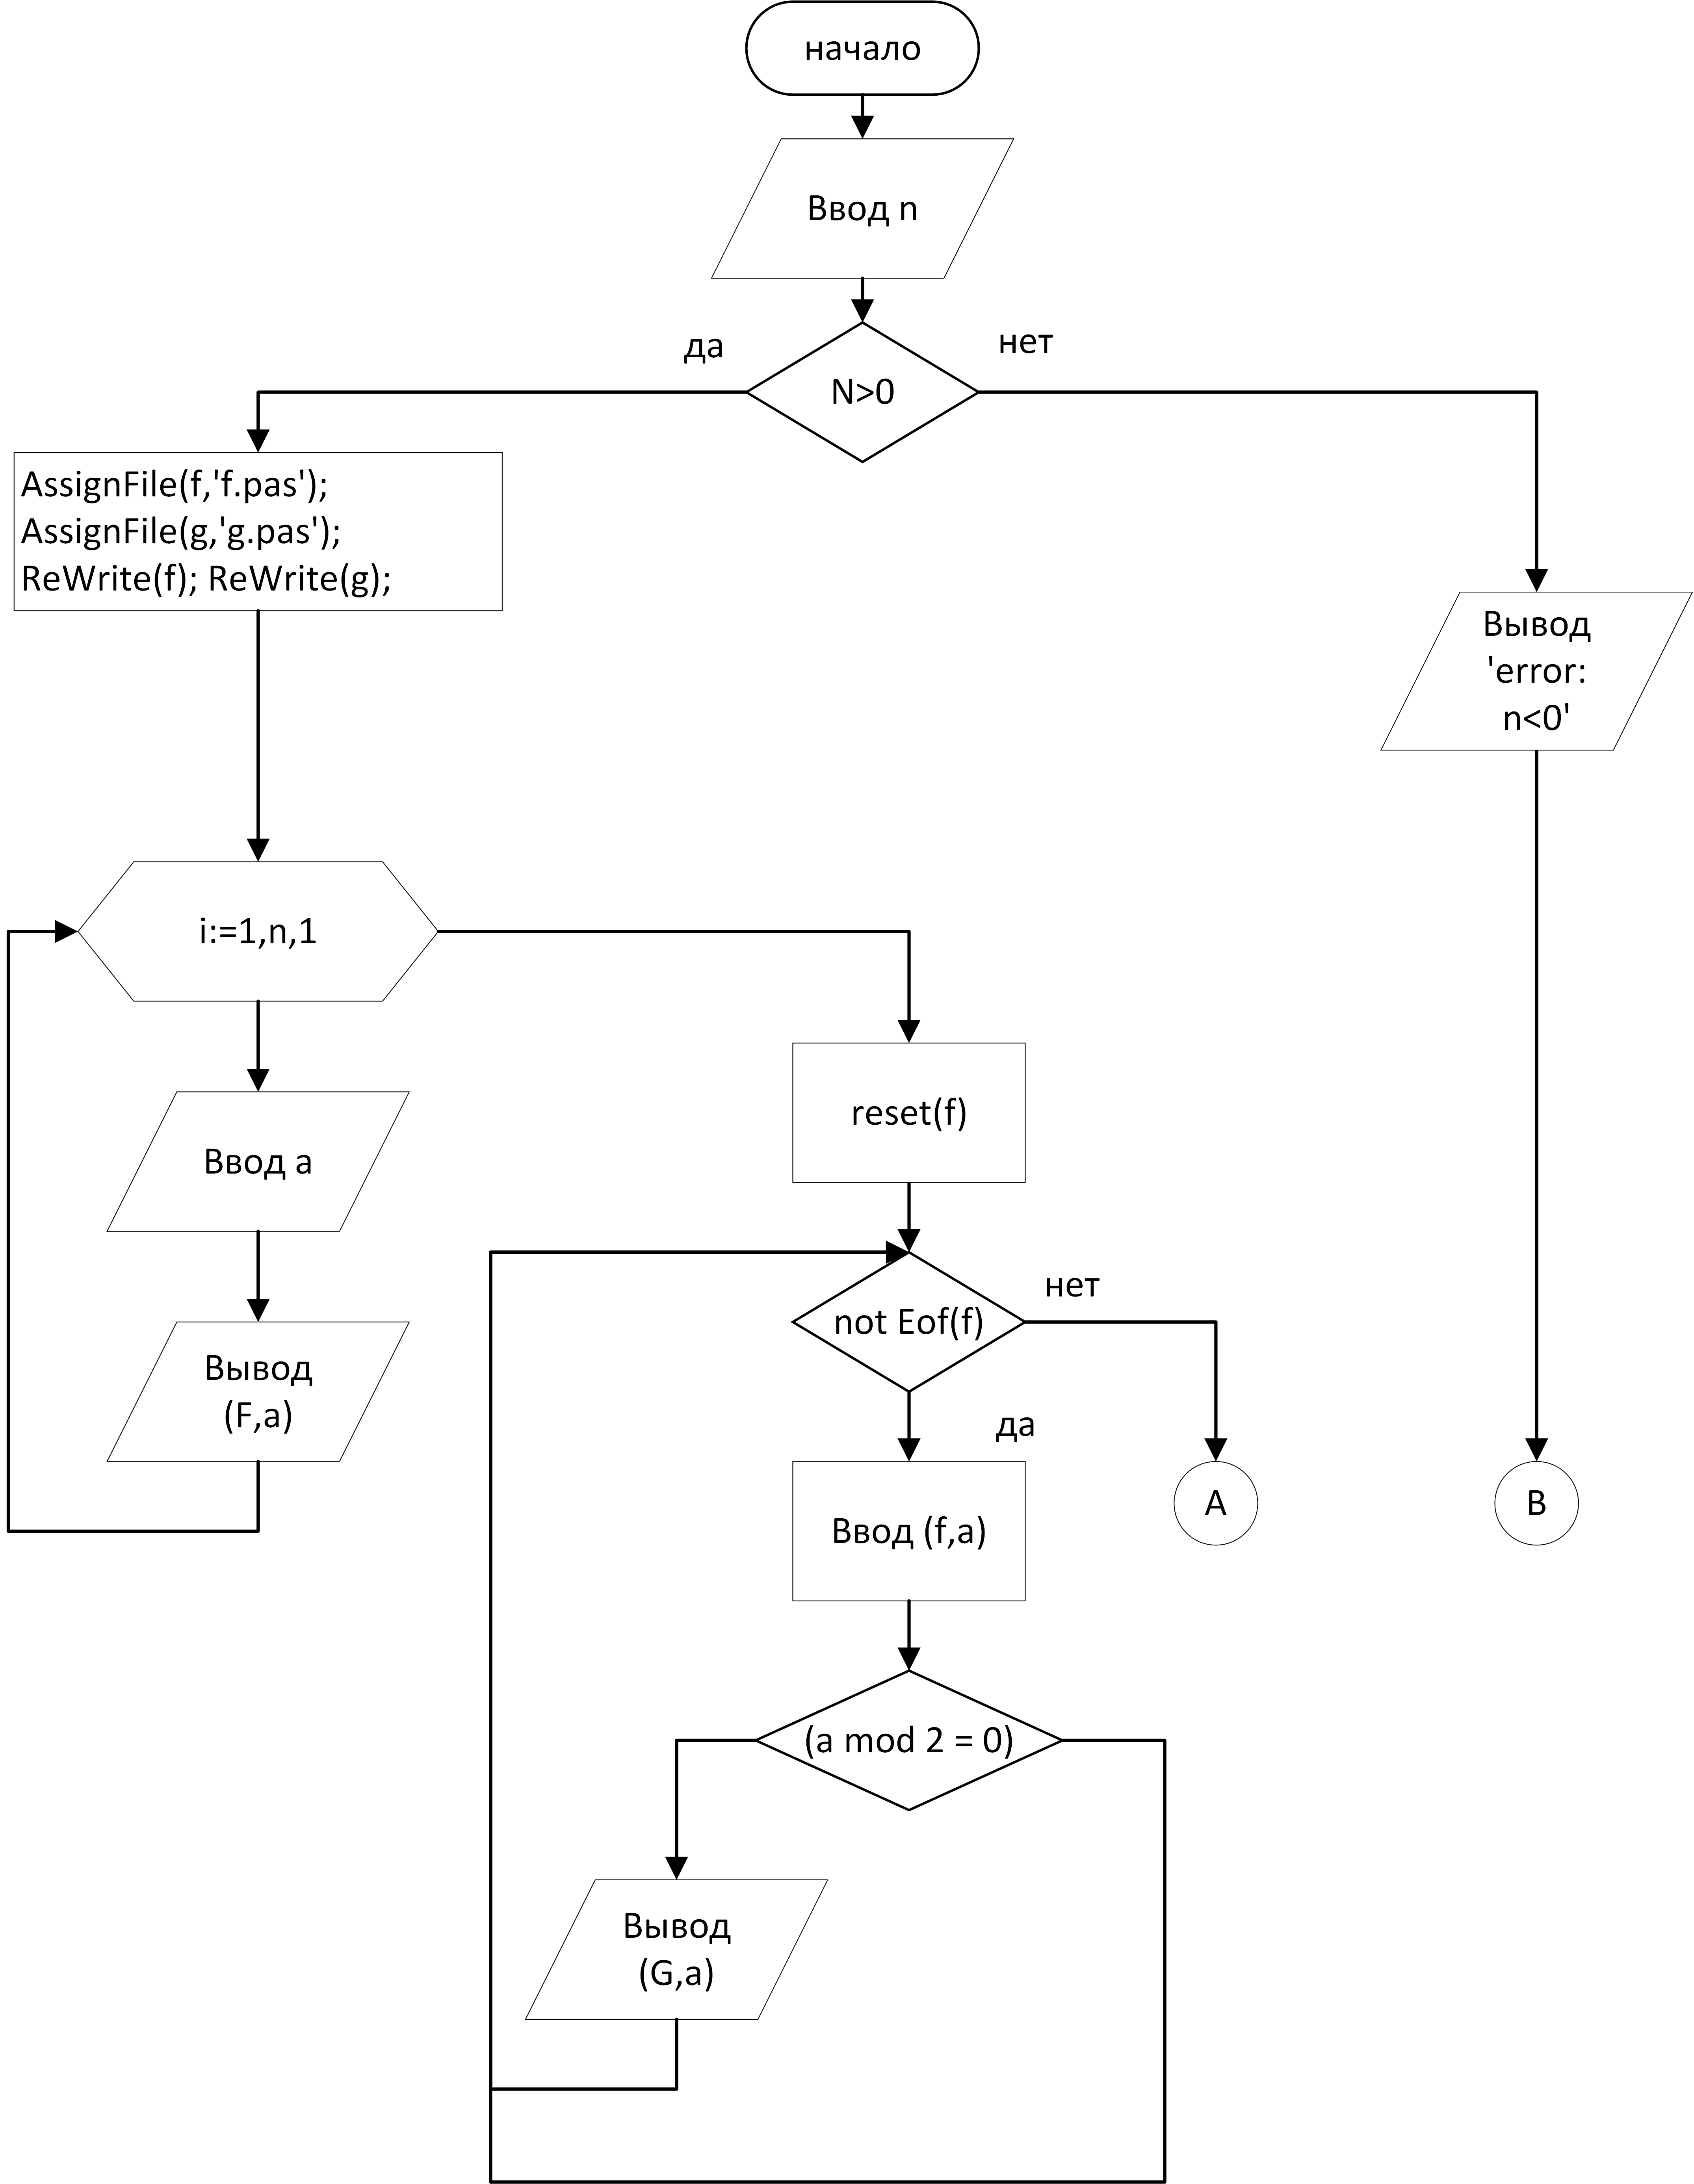 начало
Ввод n
да
нет
N>0
AssignFile(f,'f.pas');
AssignFile(g,'g.pas');
ReWrite(f); ReWrite(g);
Вывод
'error:
n<0'
i:=1,n,1
reset(f)
Ввод a
нет
not Eof(f)
Вывод
(F,a)
да
Ввод (f,a)
A
B
(a mod 2 = 0)
Вывод
(G,a)